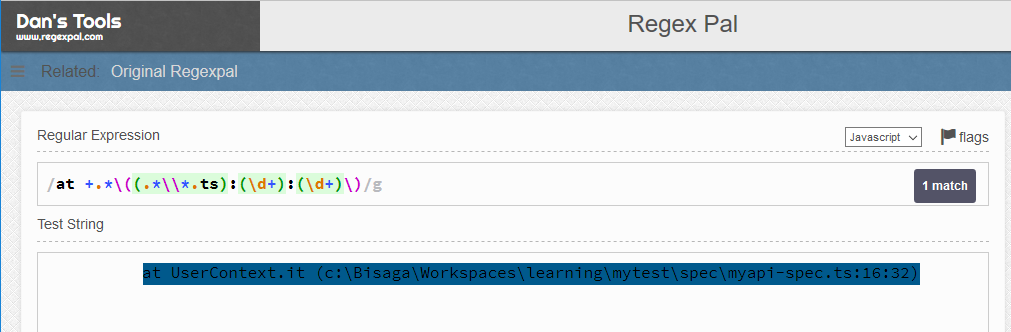 Dan's Tools
www.regexpal.com
Regex Pal
Related: Original Regexpal
Regular Expression
Javascript
flags
/at +.*\((.*\\*.ts):(\d+):(\d+)\)/g
1 match
Test String
at UserContext.it (c:\Bisaga\Workspaces\learning\mytest\spec\myapi-spec.ts:16:32)